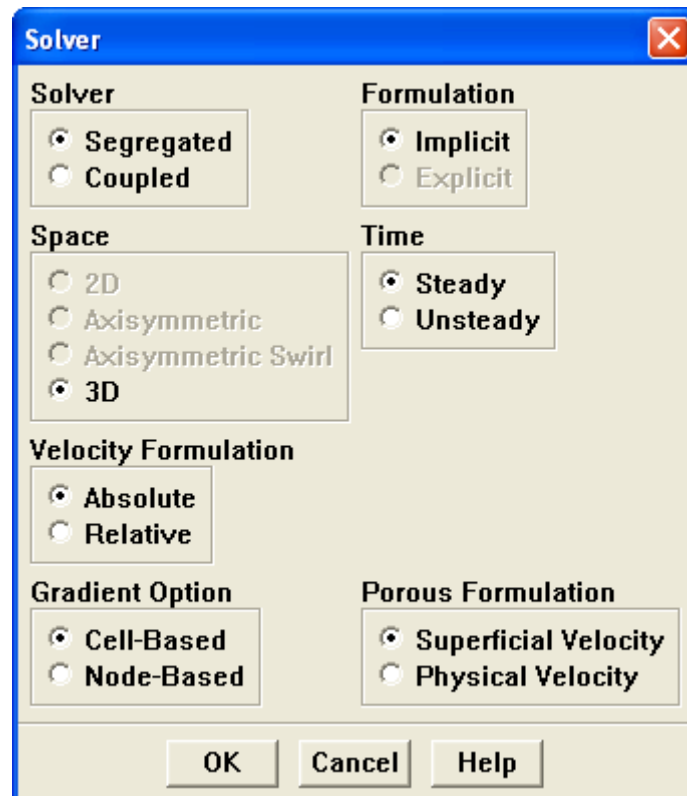 Solver
Solver
Segregated
Coupled
Formulation
Implicit
Explicit
Space
2D
Axisymmetric
Axisymmetric Swirl
3D
Time
Steady
Unsteady
Velocity Formulation
Absolute
Relative
Gradient Option
Cell-Based
Node-Based
Porous Formulation
Superficial Velocity
Physical Velocity
OK
Cancel
Help